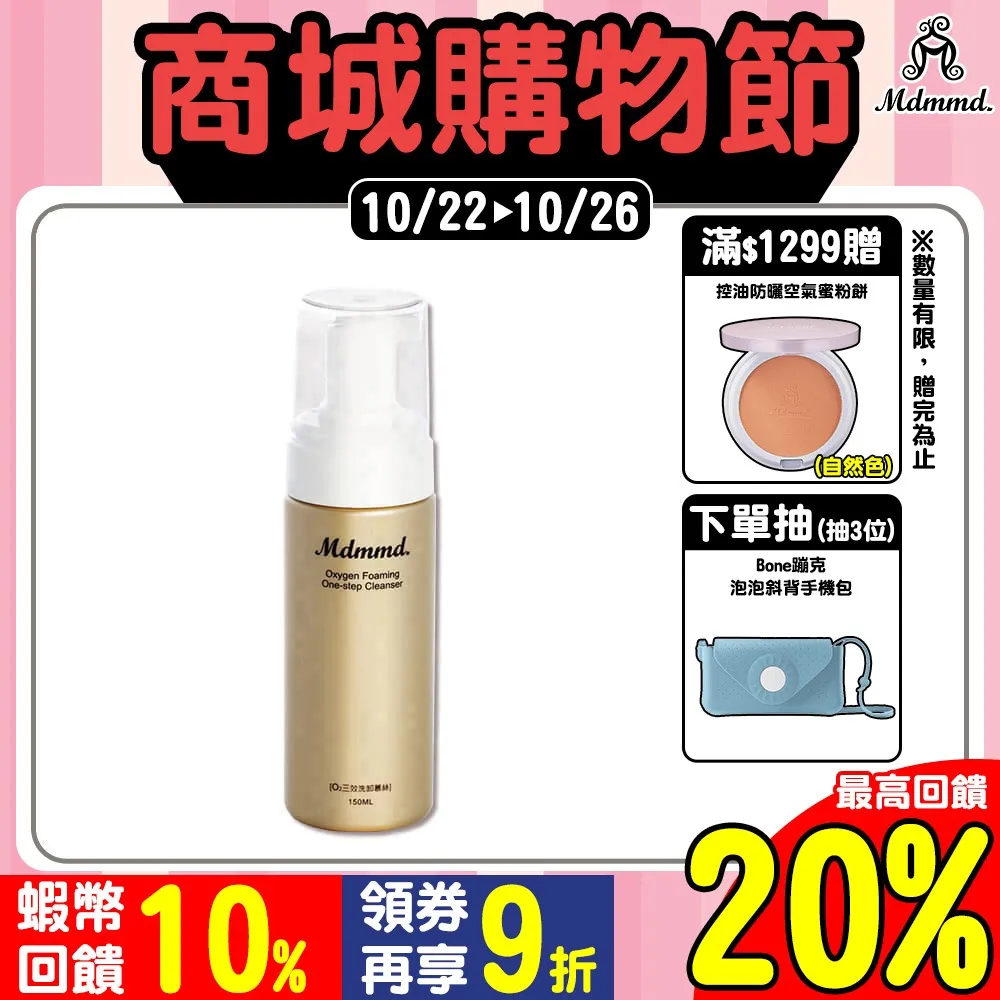 商城購物節
Mdmmd.
10/22▶10/26
滿$1299贈
控油防曬空氣蜜粉餅
(自然色)
※數量有限，贈完為止
下單抽(抽3位)
Bone蹦克
泡泡斜背手機包
Mdmmd.
Oxygen Foaming
One-step Cleanser
[O₂三效洗卸慕絲]
150ML
最高回饋
20%
蝦幣
回饋
10%
領券
再享
9折